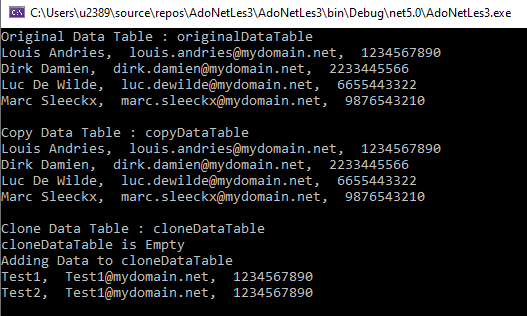 C:\Users\u2389\source\repos\AdoNetLes3\AdoNetLes3\bin\Debug\net5.0\AdoNetLes3.exe
Original Data Table : originalDataTable
Louis Andries,  louis.andries@mydomain.net,  1234567890
Dirk Damien,  dirk.damien@mydomain.net,  2233445566
Luc De Wilde,  luc.dewilde@mydomain.net,  6655443322
Marc Sleeckx,  marc.sleeckx@mydomain.net,  9876543210
Copy Data Table : copyDataTable
Louis Andries,  louis.andries@mydomain.net,  1234567890
Dirk Damien,  dirk.damien@mydomain.net,  2233445566
Luc De Wilde,  luc.dewilde@mydomain.net,  6655443322
Marc Sleeckx,  marc.sleeckx@mydomain.net,  9876543210
Clone Data Table : cloneDataTable
cloneDataTable is Empty
Adding Data to cloneDataTable
Test1,  Test1@mydomain.net,  1234567890
Test2,  Test1@mydomain.net,  1234567890